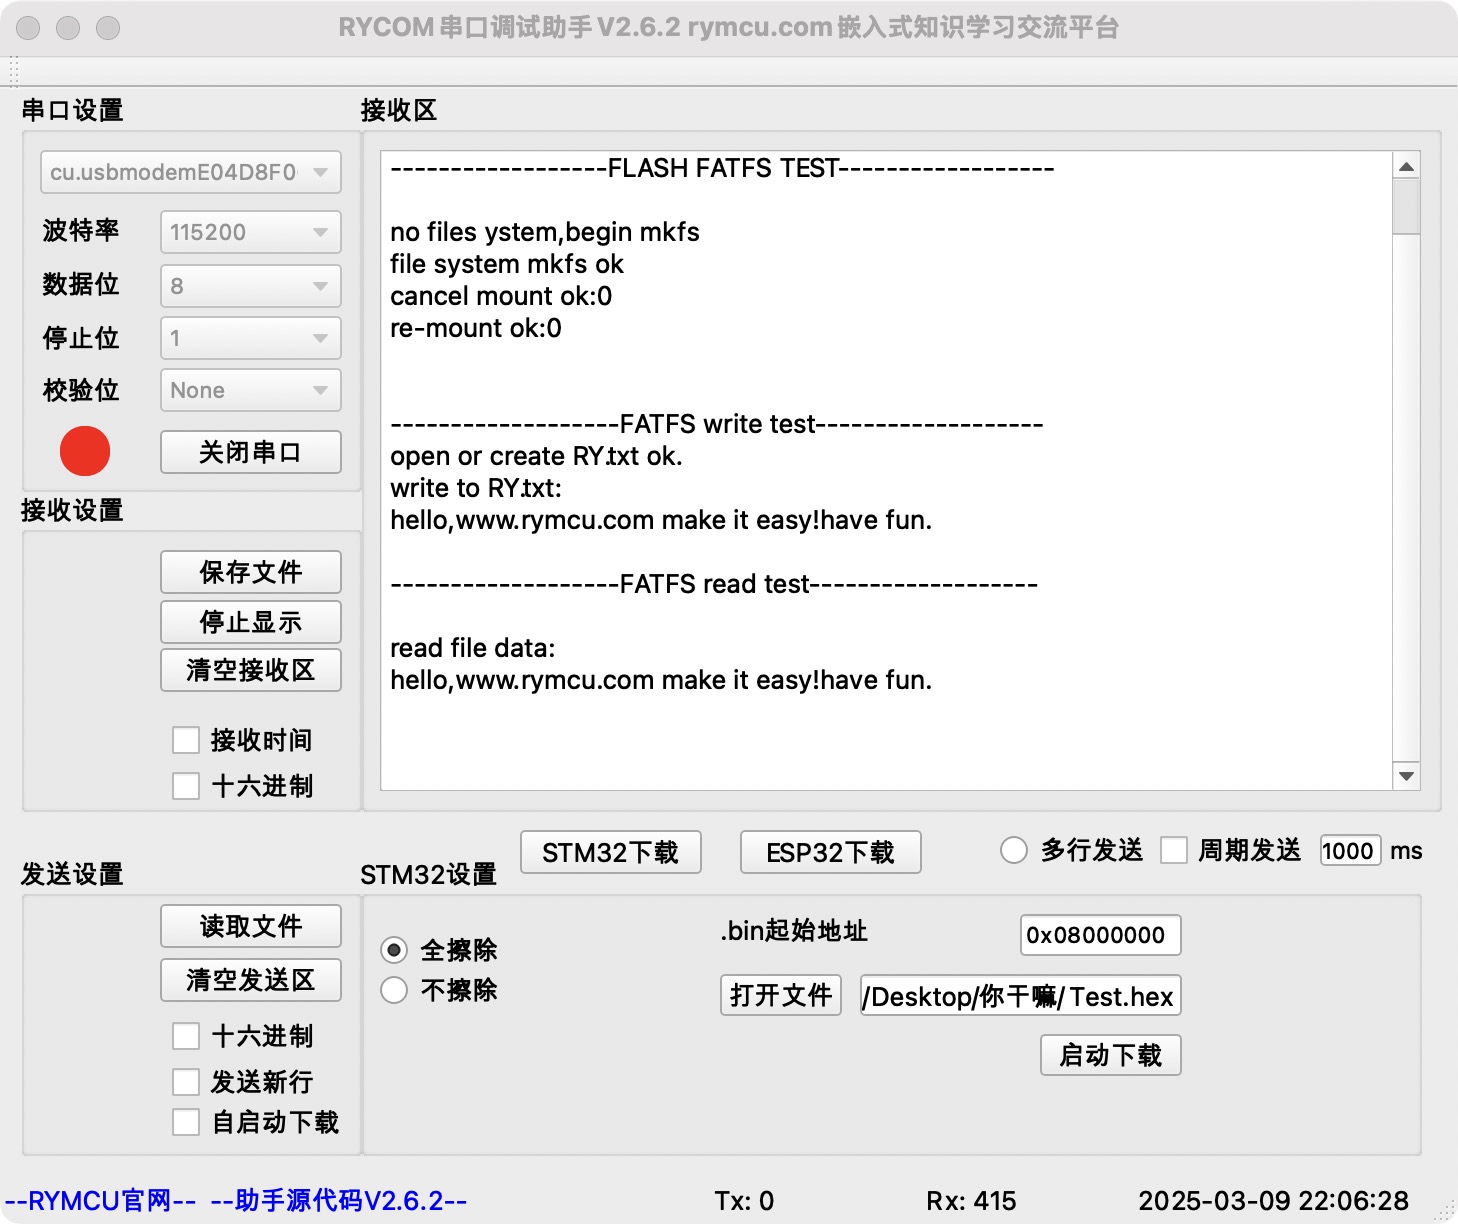 RYCOM串口调试助手V2.6.2 rymcu.com嵌入式知识学习交流平台
串口设置
接收区
cu.usbmodemE04D8F0
波特率 115200
数据位 8
停止位 1
校验位 None
关闭串口
------------------FLASH FATFS TEST------------------
no files ystem,begin mkfs
file system mkfs ok
cancel mount ok:0
re-mount ok:0
-------------------FATFS write test-------------------
open or create RY.txt ok.
write to RY.txt:
hello,www.rymcu.com make it easy!have fun.
-------------------FATFS read test-------------------
read file data:
hello,www.rymcu.com make it easy!have fun.
接收设置
保存文件
停止显示
清空接收区
接收时间
十六进制
STM32下载 ESP32下载 多行发送 周期发送 1000 ms
发送设置
读取文件
清空发送区
十六进制
发送新行
自启动下载
STM32设置
全擦除
不擦除
.bin起始地址 0x08000000
打开文件 /Desktop/你干嘛/Test.hex
启动下载
--RYMCU官网-- --助手源代码V2.6.2-- Tx: 0 Rx: 415 2025-03-09 22:06:28